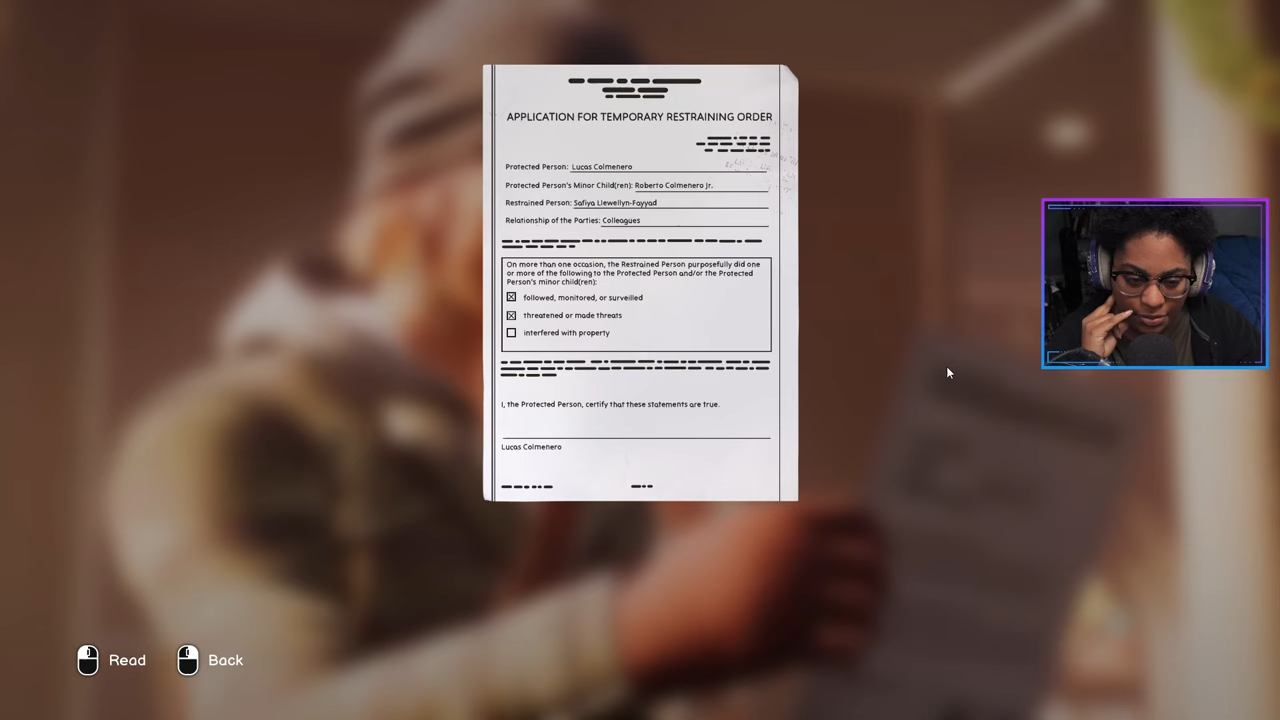 APPLICATION FOR TEMPORARY RESTRAINING ORDER
Protected Person: Lucas Colmenero
Protected Person's Minor Child(ren): Roberto Colmenero Jr.
Restrained Person: Safiya Llewellyn-Fayyad
Relationship of the Parties: Colleagues
On more than one occasion, the Restrained Person purposefully did one
or more of the following to the Protected Person and/or the Protected
Person's minor child(ren):
followed, monitored, or surveilled
threatened or made threats
interfered with property
I, the Protected Person, certify that these statements are true.
Lucas Colmenero
Read Back